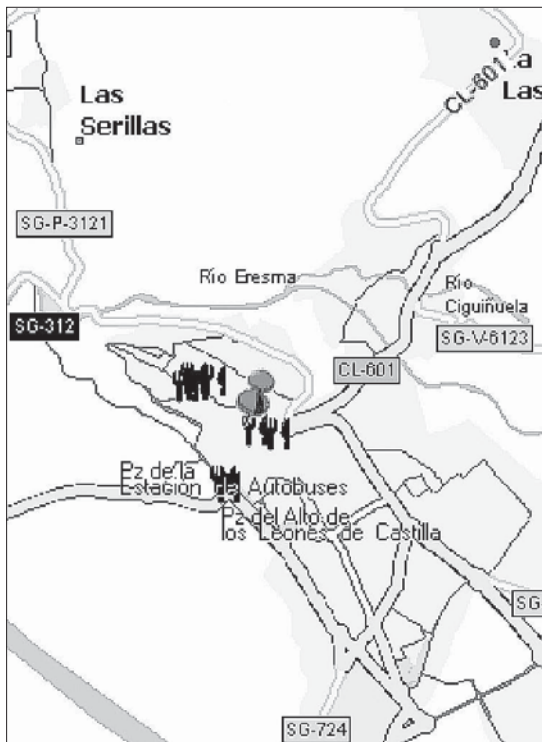 CL-601
La
Las
Las
Serillas
SG-P-3121
Río Eresma
Río
Ciguiñuela
SG-312
SG-V-6123
CL-601
Pz de la
Estación de Autobuses
Pz del Alto de
los Leones de Castilla
SG-
SG-724